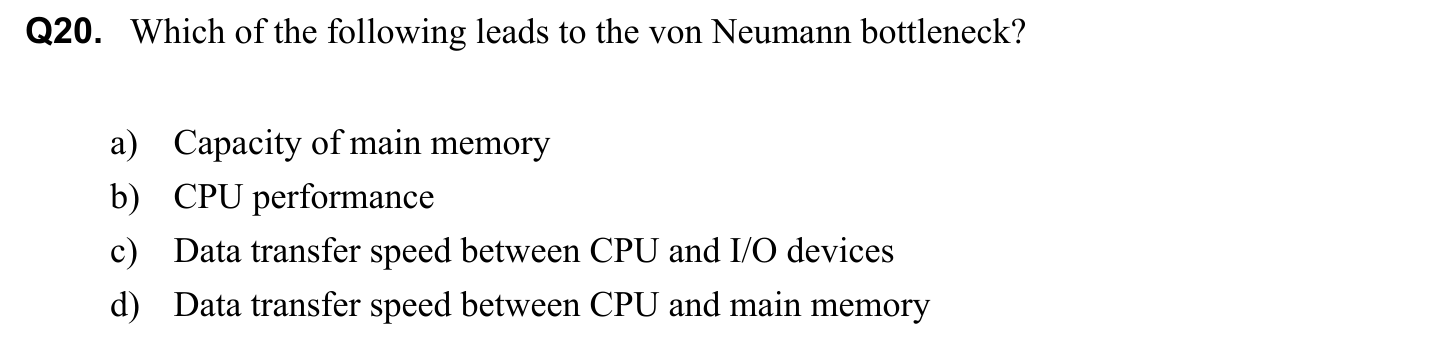 Q20. Which of the following leads to the von Neumann bottleneck?
a) Capacity of main memory
b) CPU performance
c) Data transfer speed between CPU and I/O devices
d) Data transfer speed between CPU and main memory